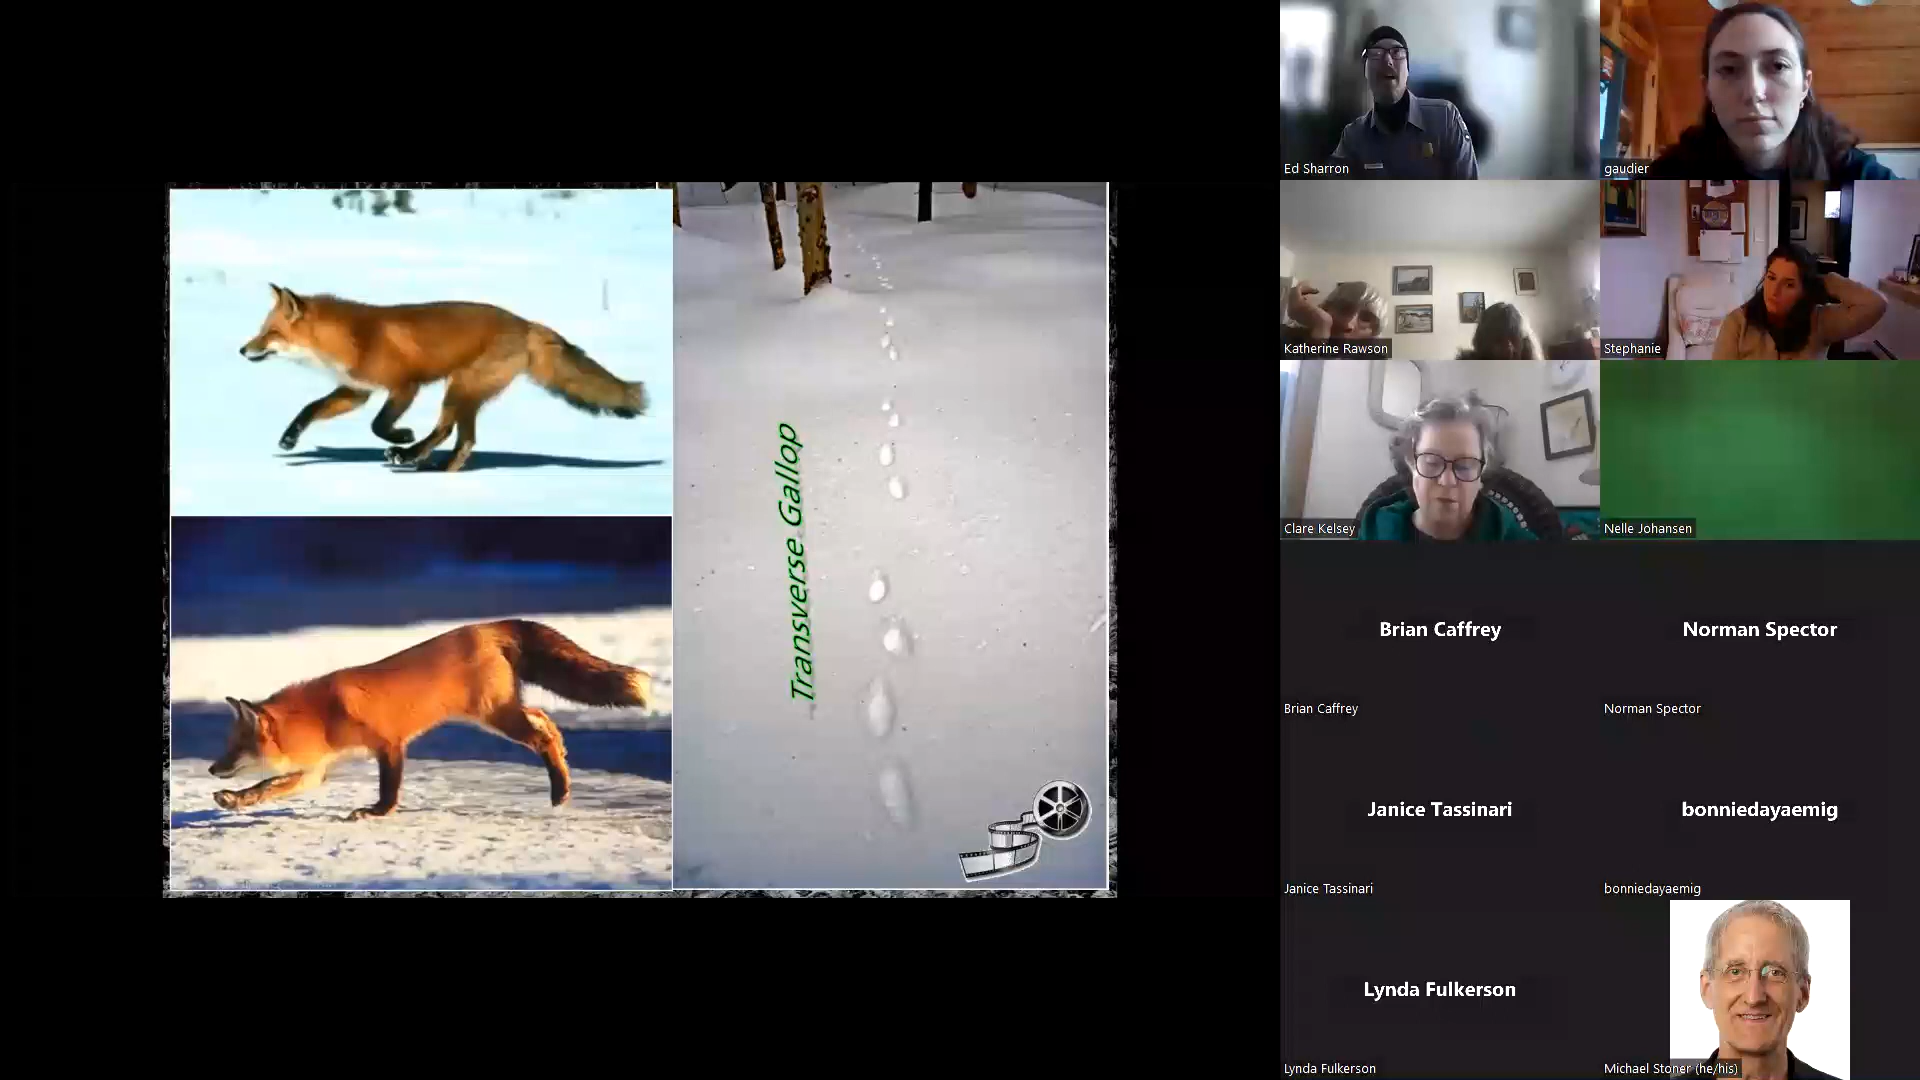 Transverse Gallop
Ed Sharron
gaudier
Katherine Rawson
Stephanie
Clare Kelsey
Nelle Johansen
Brian Caffrey
Norman Spector
Brian Caffrey
Norman Spector
Janice Tassinari
bonniedayaemig
Janice Tassinari
bonniedayaemig
Lynda Fulkerson
Lynda Fulkerson
Michael Stoner (he/his)